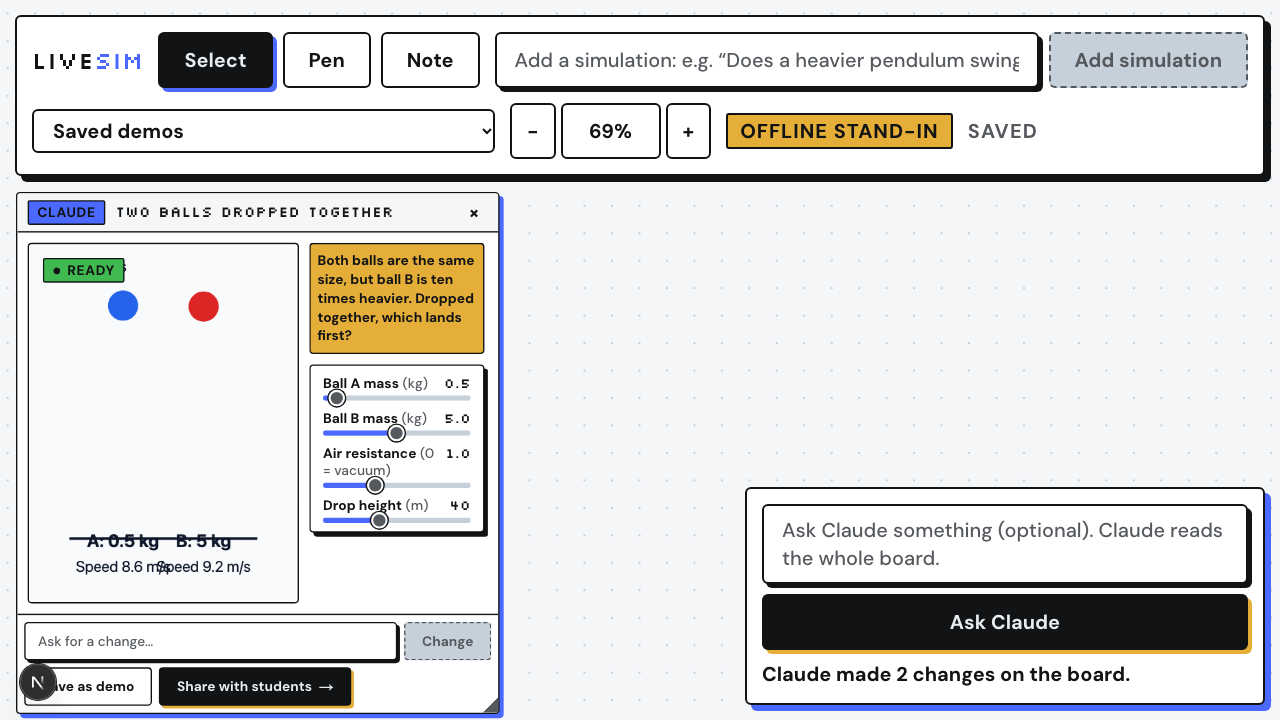 LIVESIM
Select
Pen
Note
Add a simulation: e.g. “Does a heavier pendulum swing
Add simulation
Saved demos
−
69%
+
OFFLINE STAND-IN
SAVED
CLAUDE
TWO BALLS DROPPED TOGETHER
×
● READY
Both balls are the same
size, but ball B is ten
times heavier. Dropped
together, which lands
first?
Ball A mass (kg) 0.5
Ball B mass (kg) 5.0
Air resistance (0 1.0
= vacuum)
Drop height (m) 40
A: 0.5 kg B: 5 kg
Speed 8.6 m/s Speed 9.2 m/s
Ask for a change…
Change
as demo
Share with students →
N
Ask Claude something (optional). Claude reads
the whole board.
Ask Claude
Claude made 2 changes on the board.